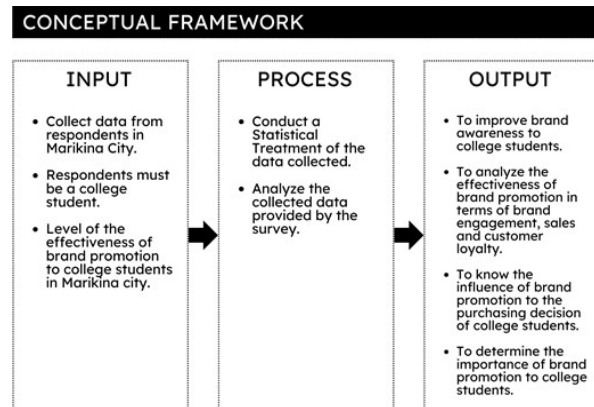 CONCEPTUAL FRAMEWORK
INPUT
• Collect data from
respondents in
Marikina City.
• Respondents must
be a college
student.
• Level of the
effectiveness of
brand promotion
to college students
in Marikina city.
PROCESS
• Conduct a
Statistical
Treatment of the
data collected.
• Analyze the
collected data
provided by the
survey.
OUTPUT
• To improve brand
awareness to
college students.
• To analyze the
effectiveness of
brand promotion in
terms of brand
engagement, sales
and customer
loyalty.
• To know the
influence of brand
promotion to the
purchasing decision
of college students.
• To determine the
importance of brand
promotion to college
students.